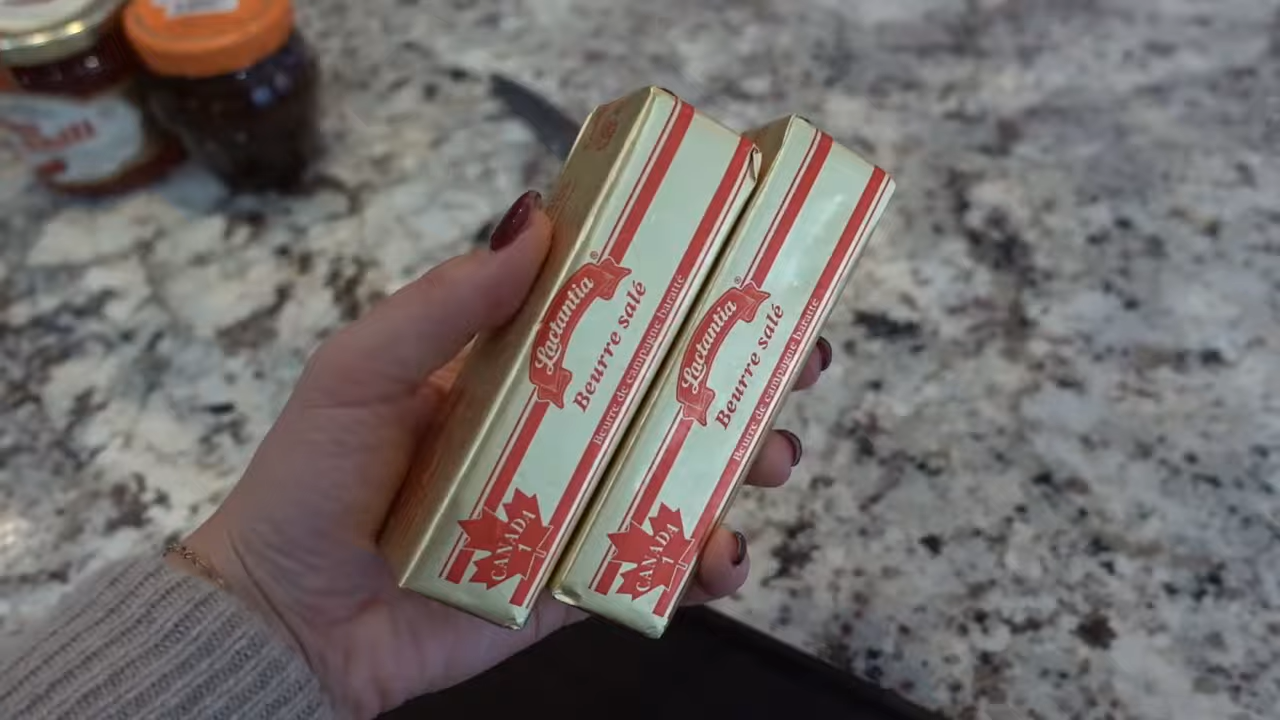 Lactantia®
Beurre salé
Beurre de campagne baratté
CANADA
1
Lactantia®
Beurre salé
Beurre de campagne baratté
CANADA
1